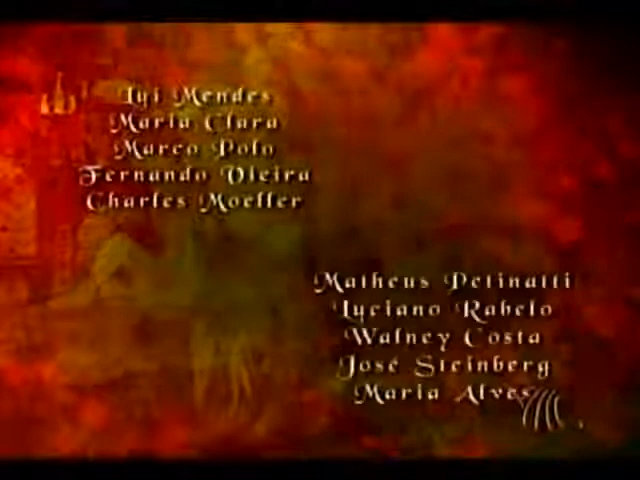 Lui Mendes
Maria Clara
Marco Polo
Fernando Vieira
Charles Moeller
Matheus Petinatti
Luciano Rabelo
Walney Costa
José Steinberg
Maria Alves